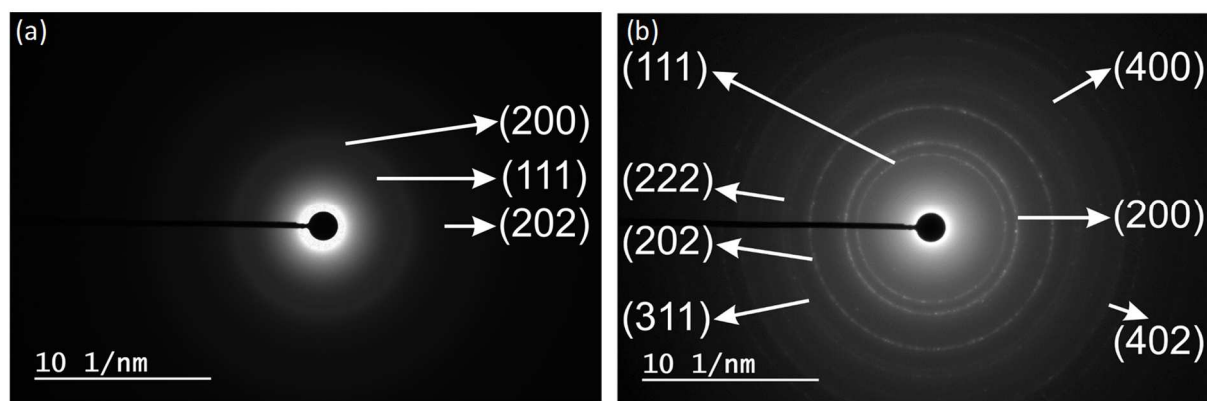 (a)
(200)
(111)
(202)
10 1/nm
(b)
(111)
(400)
(222)
(200)
(202)
(311)
(402)
10 1/nm